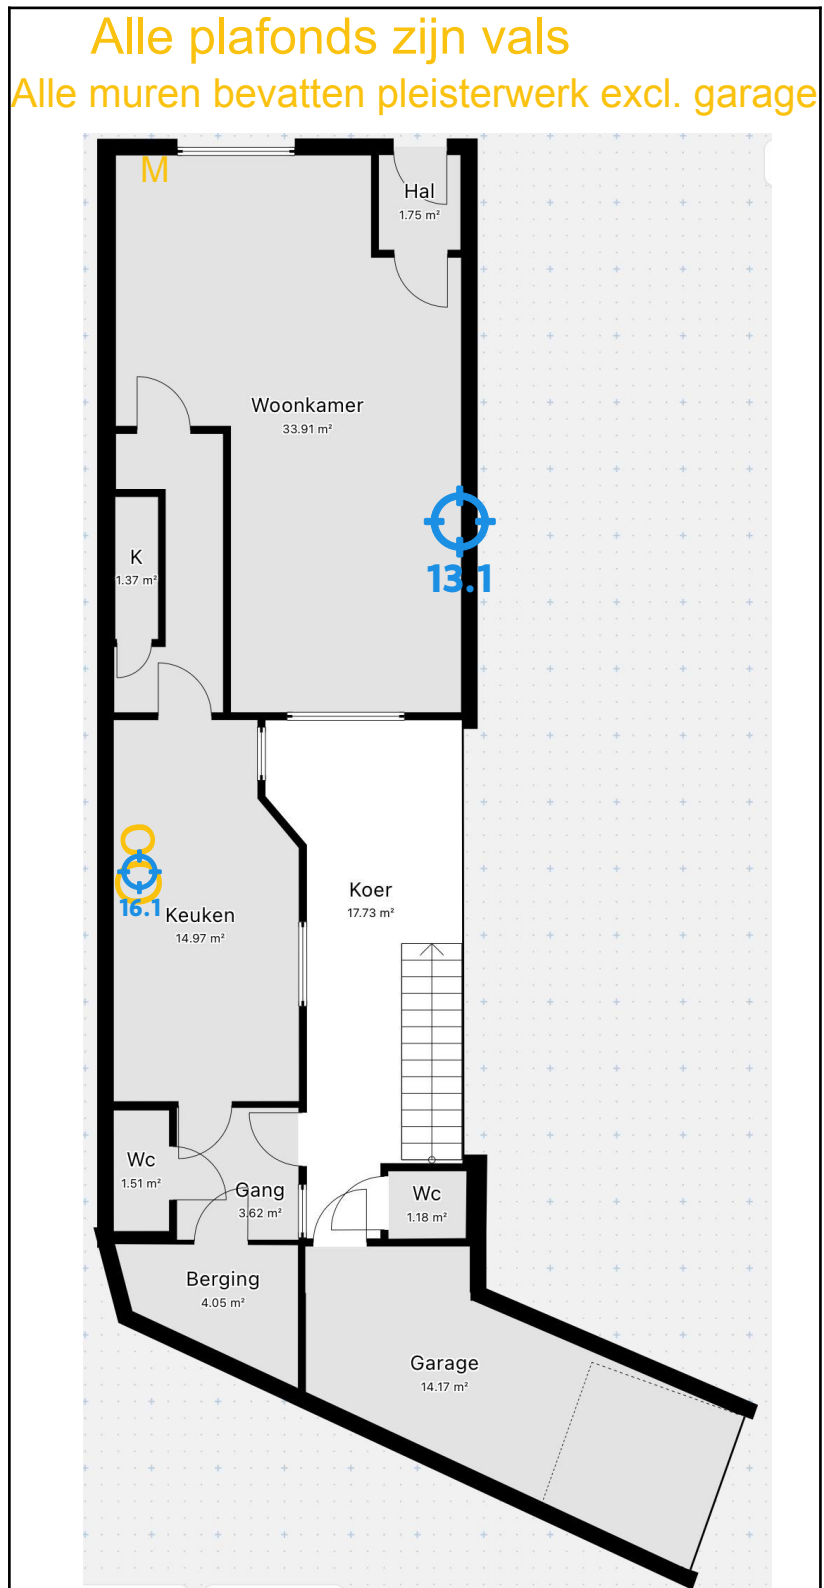 Alle plafonds zijn vals
Alle muren bevatten pleisterwerk excl. garage
M
Hal
1.75 m²
Woonkamer
33.91 m²
K
1.37 m²
13.1
8
16.1
Keuken
14.97 m²
Koer
17.73 m²
Wc
1.51 m²
Gang
3.62 m²
Wc
1.18 m²
Berging
4.05 m²
Garage
14.17 m²